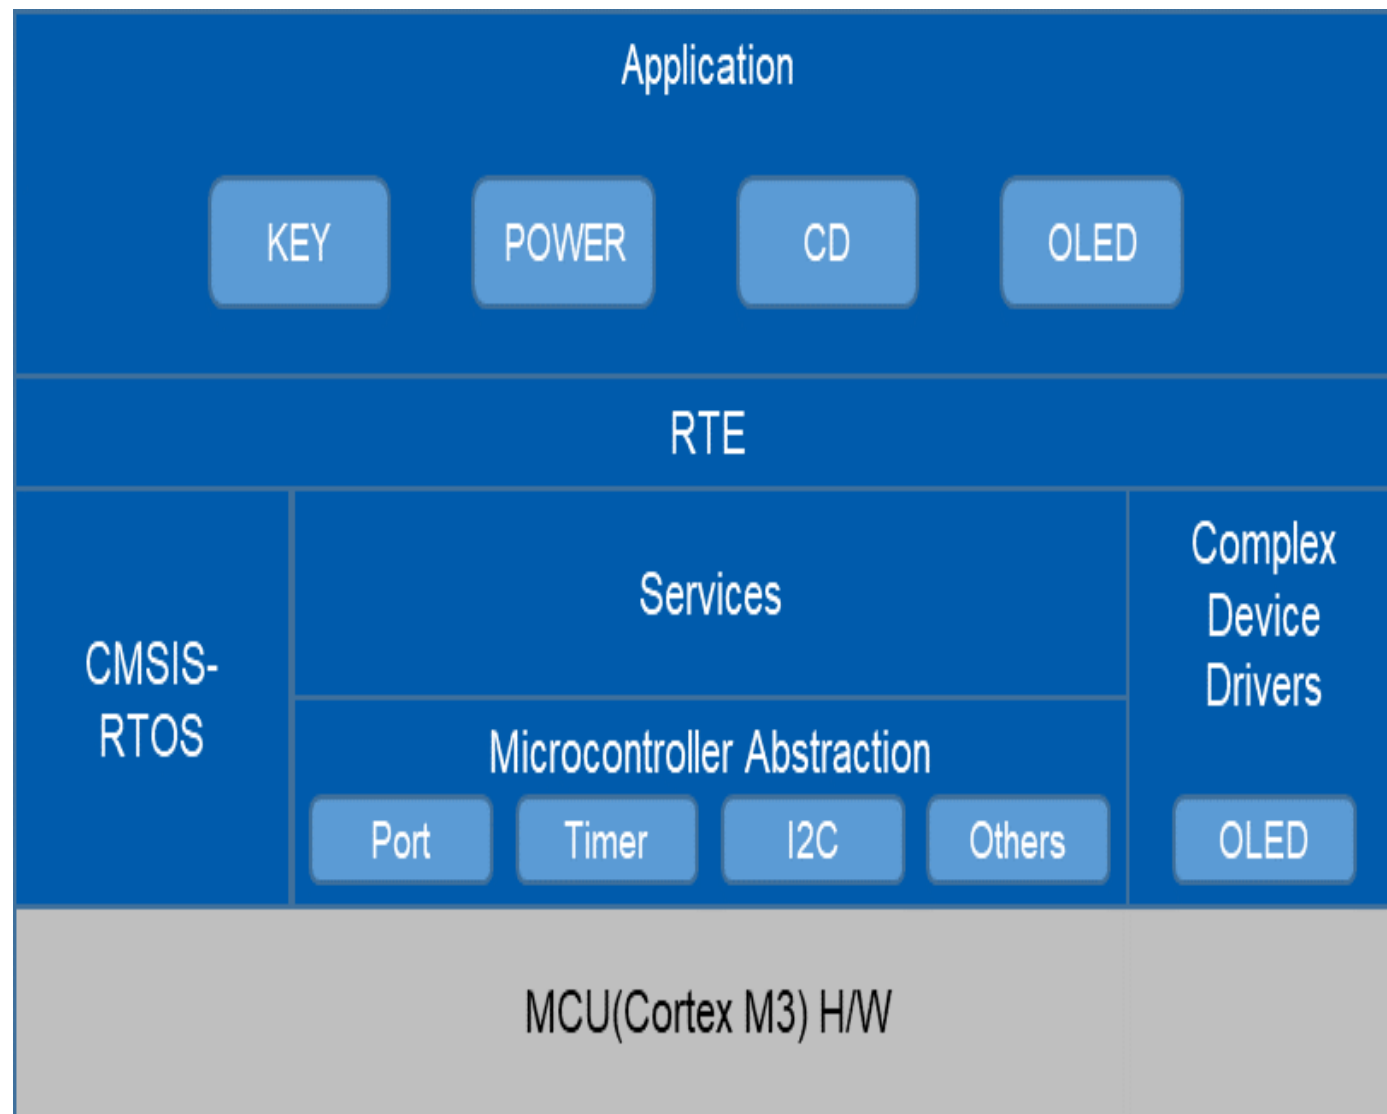 Application
KEY
POWER
CD
OLED
RTE
CMSIS-
RTOS
Services
Microcontroller Abstraction
Port
Timer
I2C
Others
Complex
Device
Drivers
OLED
MCU(Cortex M3) H/W